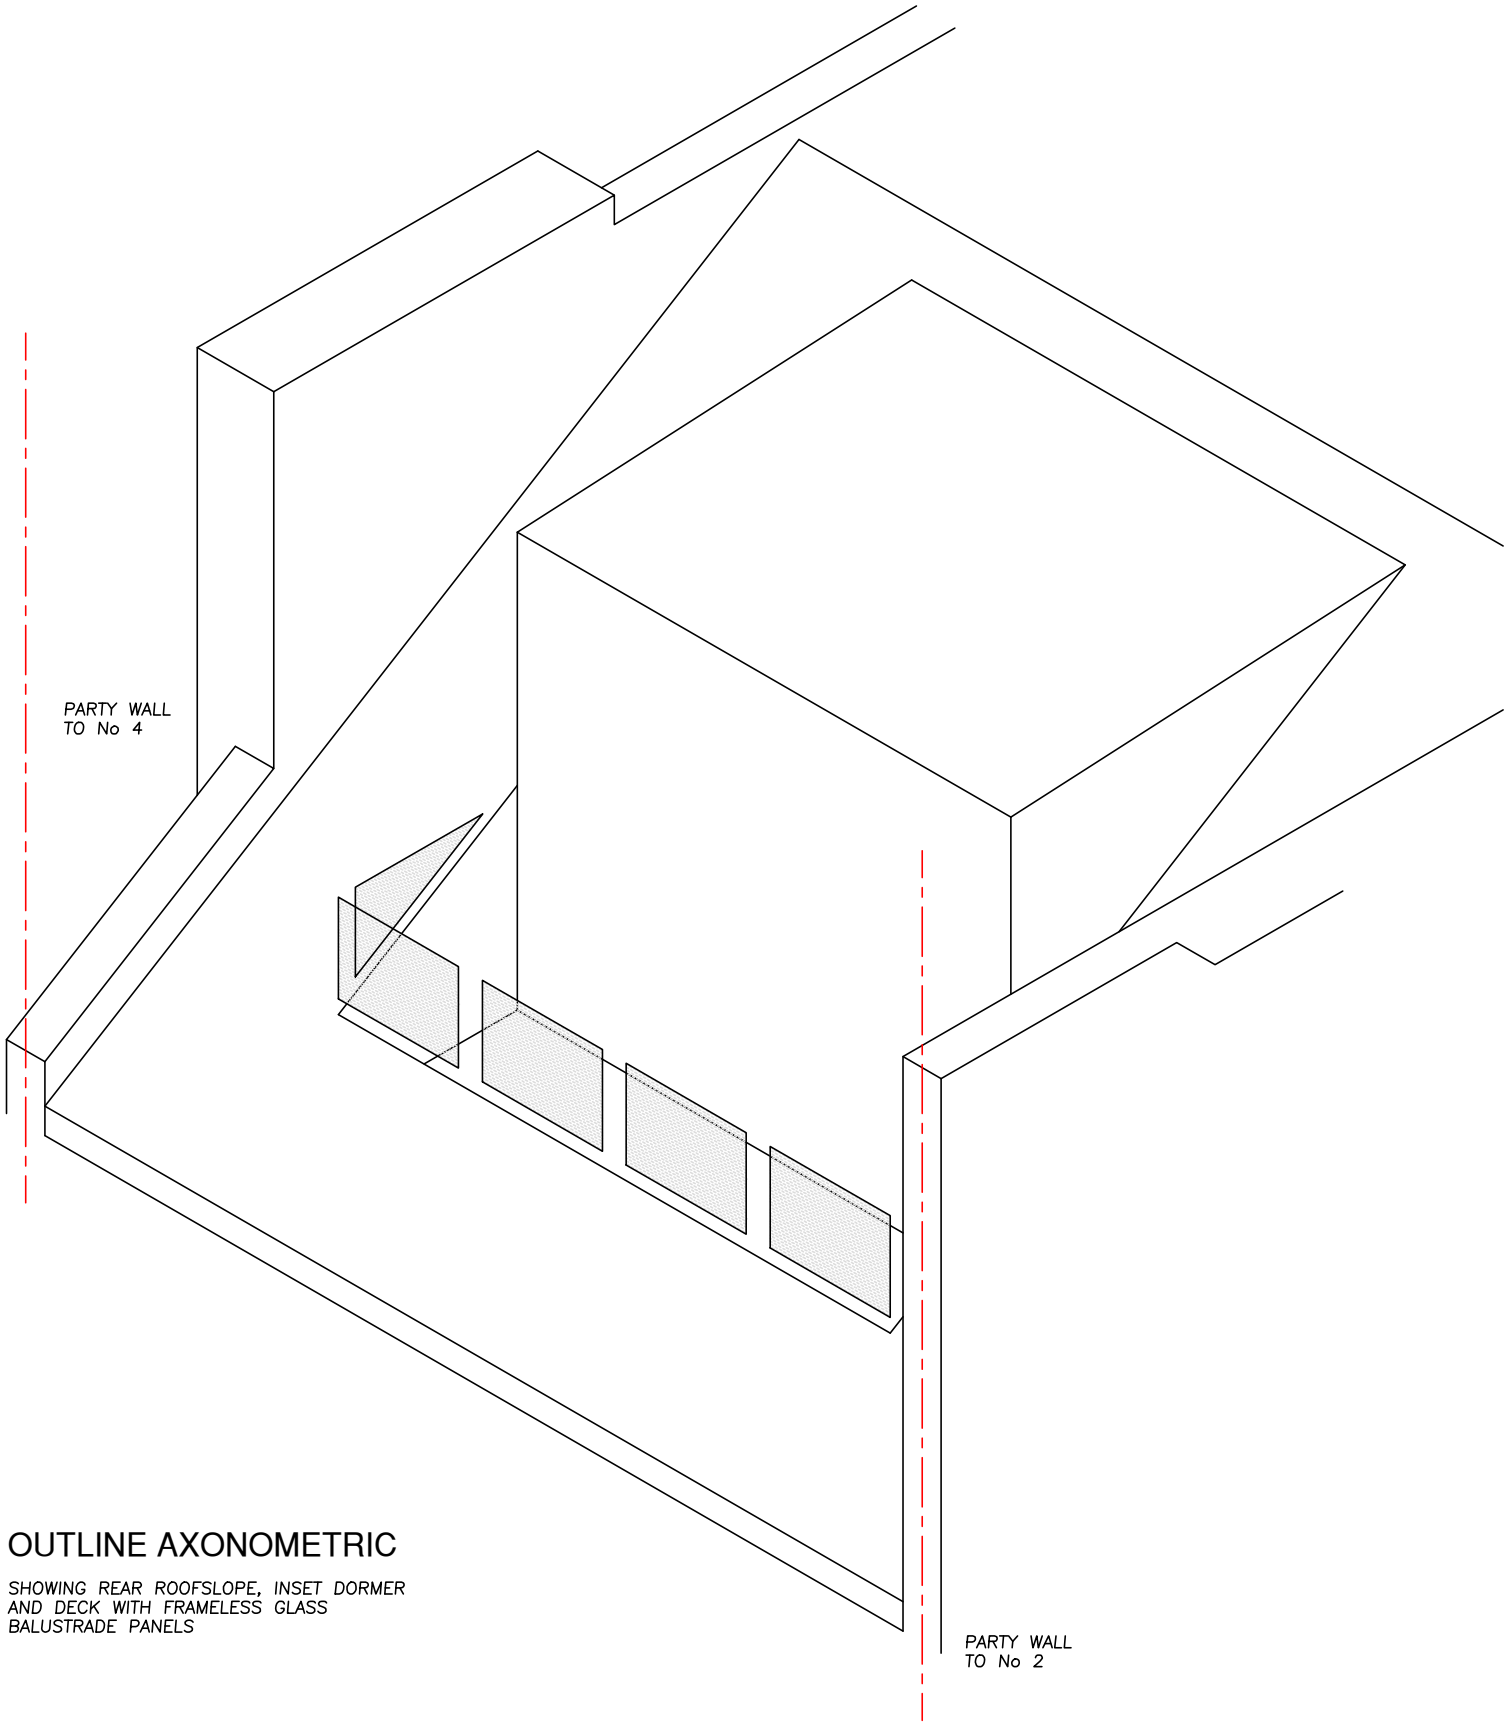 PARTY WALL
TO No 4
OUTLINE AXONOMETRIC
SHOWING REAR ROOFSLOPE, INSET DORMER
AND DECK WITH FRAMELESS GLASS
BALUSTRADE PANELS
PARTY WALL
TO No 2